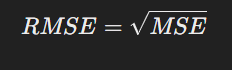 RMSE = √MSE